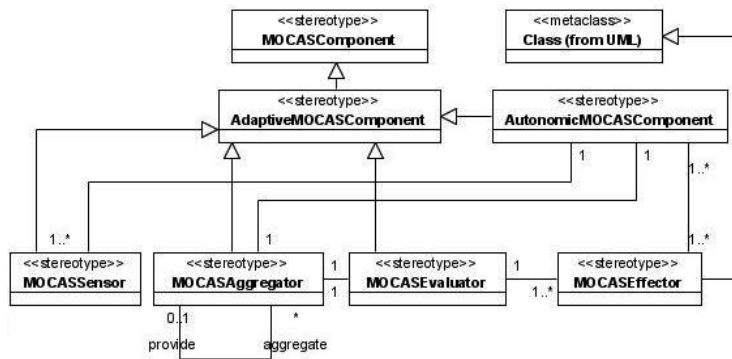 <<stereotype>>
MOCASComponent
<<metaclass>>
Class (from UML)
<<stereotype>>
AdaptiveMOCASComponent
<<stereotype>>
AutonomicMOCASComponent
1
1
1..*
1..*
1
1..*
<<stereotype>>
MOCASSensor
<<stereotype>>
MOCASAggregator
1
1
<<stereotype>>
MOCASEvaluator
1
1..*
<<stereotype>>
MOCASEffector
0..1
*
provide
aggregate